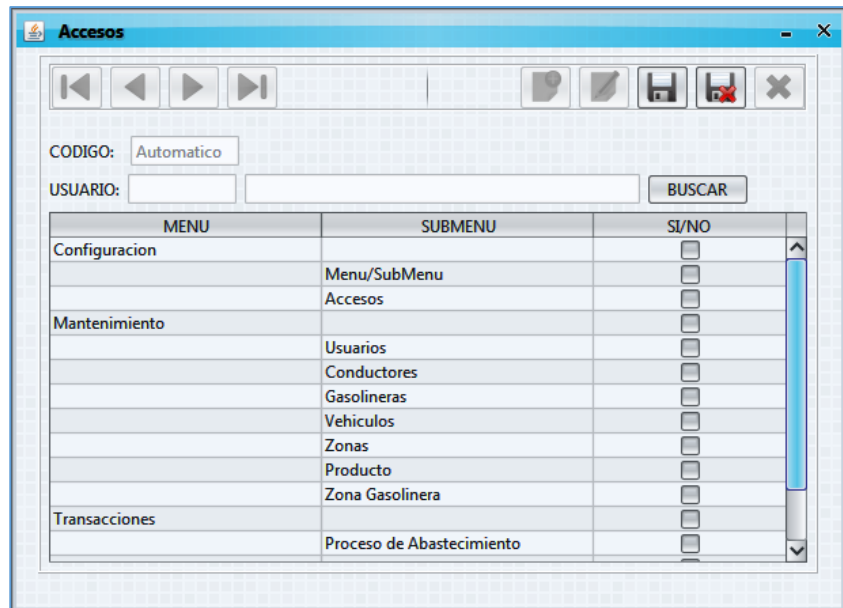 Accesos
CODIGO: Automatico
USUARIO: BUSCAR
MENU SUBMENU SI/NO
Configuracion
Menu/SubMenu
Accesos
Mantenimiento
Usuarios
Conductores
Gasolineras
Vehiculos
Zonas
Producto
Zona Gasolinera
Transacciones
Proceso de Abastecimiento